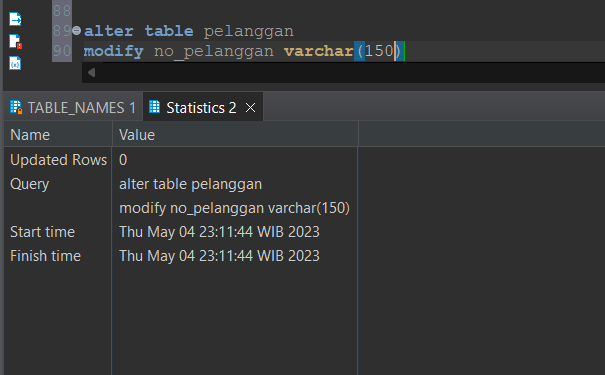 88
89 alter table pelanggan
90 modify no_pelanggan varchar(150)
TABLE_NAMES 1 Statistics 2
Name Value
Updated Rows 0
Query alter table pelanggan
modify no_pelanggan varchar(150)
Start time Thu May 04 23:11:44 WIB 2023
Finish time Thu May 04 23:11:44 WIB 2023